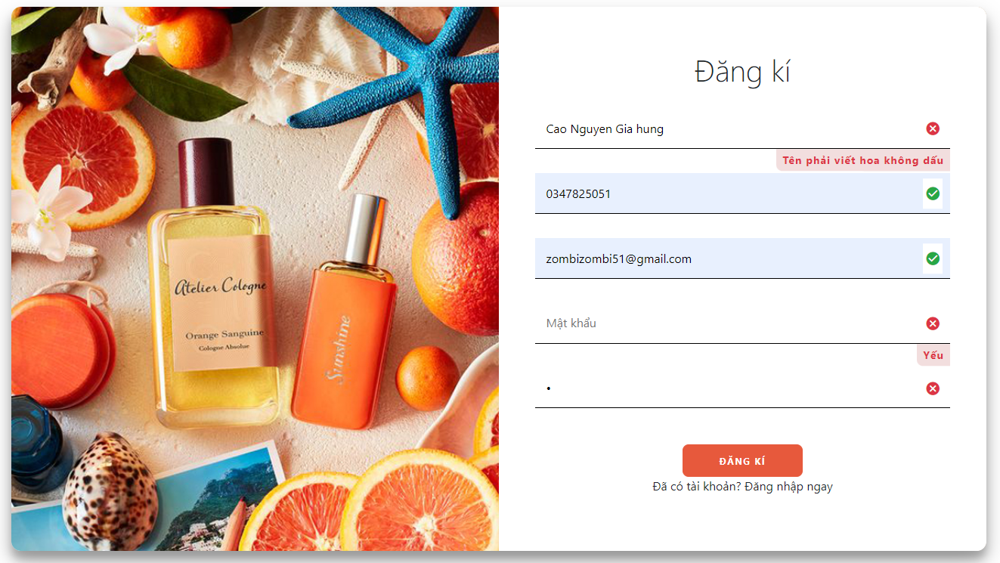 Atelier Cologne
Orange Sanguine
Cologne Absolue
Sunshine
Đăng kí
Cao Nguyen Gia hung
Tên phải viết hoa không dấu
0347825051
zombizombi51@gmail.com
Mật khẩu
Yếu
•
ĐĂNG KÍ
Đã có tài khoản? Đăng nhập ngay